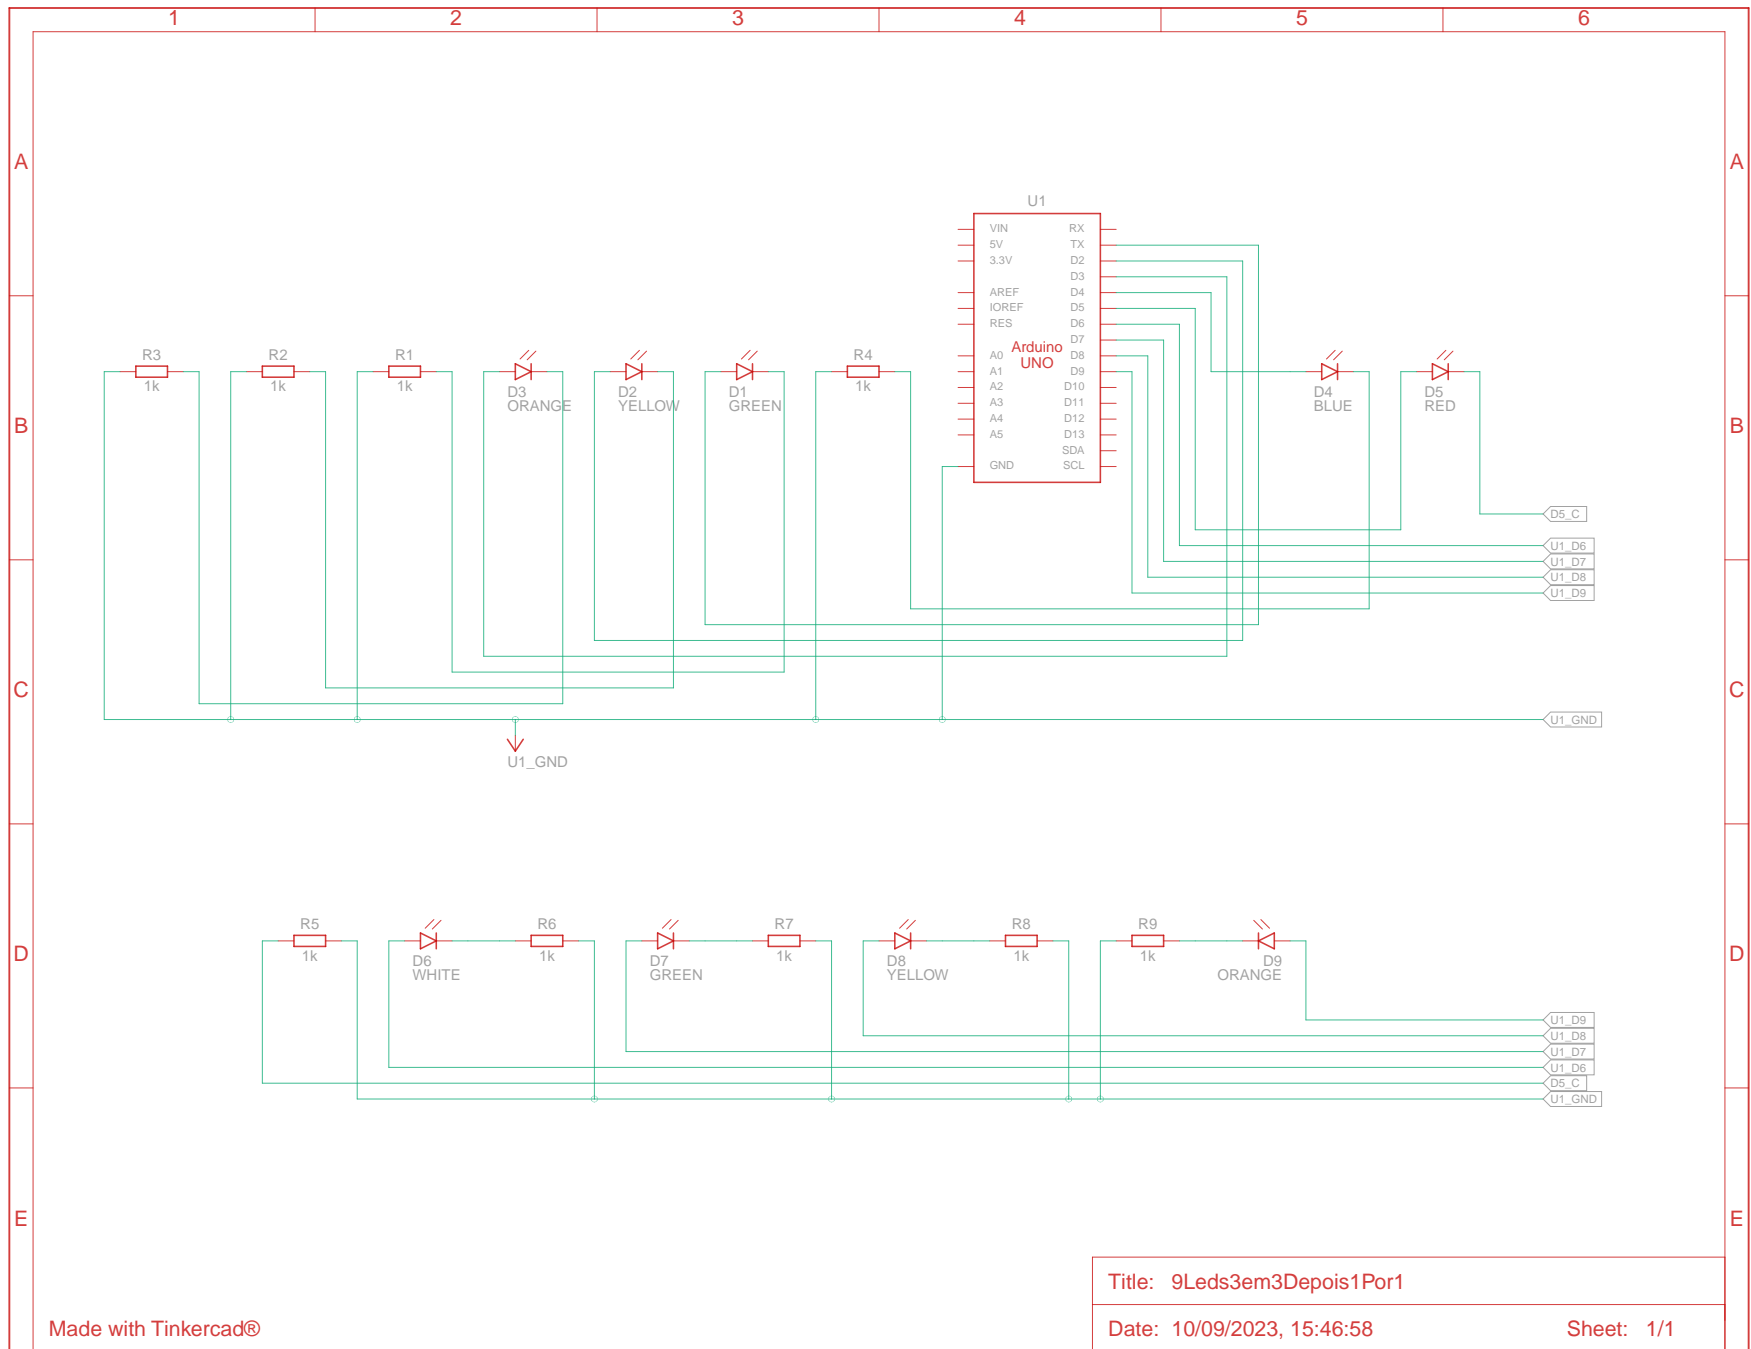 1 2 3 4 5 6
A A
U1
VIN RX
5V TX
3.3V D2
D3
AREF D4
IOREF D5
RES D6
D7
Arduino
UNO
A0 D8
A1 D9
A2 D10
A3 D11
A4 D12
A5 D13
SDA
GND SCL
R3
1k
R2
1k
R1
1k
D3
ORANGE
D2
YELLOW
D1
GREEN
R4
1k
D4
BLUE
D5
RED
B B
D5_C
U1_D6
U1_D7
U1_D8
U1_D9
C C
U1_GND
U1_GND
R5
1k
D6
WHITE
R6
1k
D7
GREEN
R7
1k
D8
YELLOW
R8
1k
R9
1k
D9
ORANGE
D D
U1_D9
U1_D8
U1_D7
U1_D6
D5_C
U1_GND
E E
Title: 9Leds3em3Depois1Por1
Made with Tinkercad®
Date: 10/09/2023, 15:46:58 Sheet: 1/1